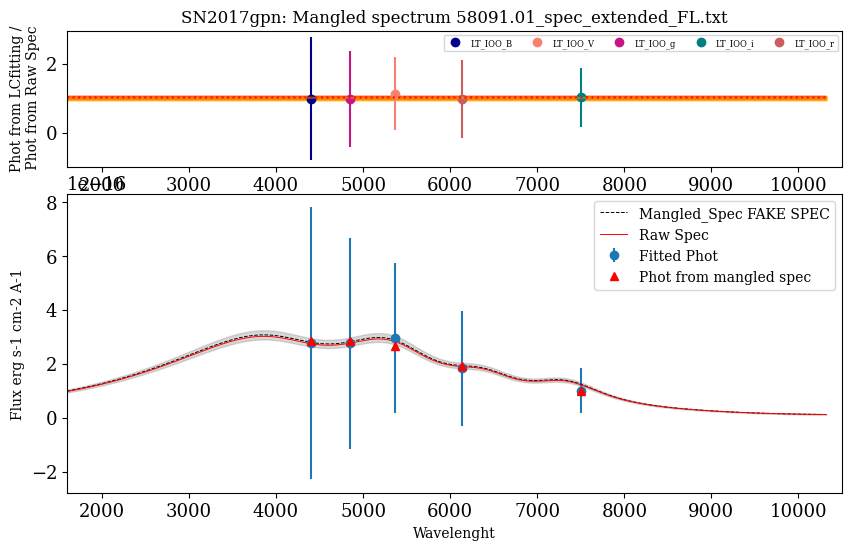 SN2017gpn: Mangled spectrum 58091.01_spec_extended_FL.txt
Phot from LCfitting /
Phot from Raw Spec
2
0
LT_IOO_B LT_IOO_V LT_IOO_g LT_IOO_i LT_IOO_r
2000 3000 4000 5000 6000 7000 8000 9000 10000
1e−16
8
6
4
2
0
−2
Flux erg s-1 cm-2 A-1
Mangled_Spec FAKE SPEC
Raw Spec
Fitted Phot
Phot from mangled spec
2000 3000 4000 5000 6000 7000 8000 9000 10000
Wavelenght